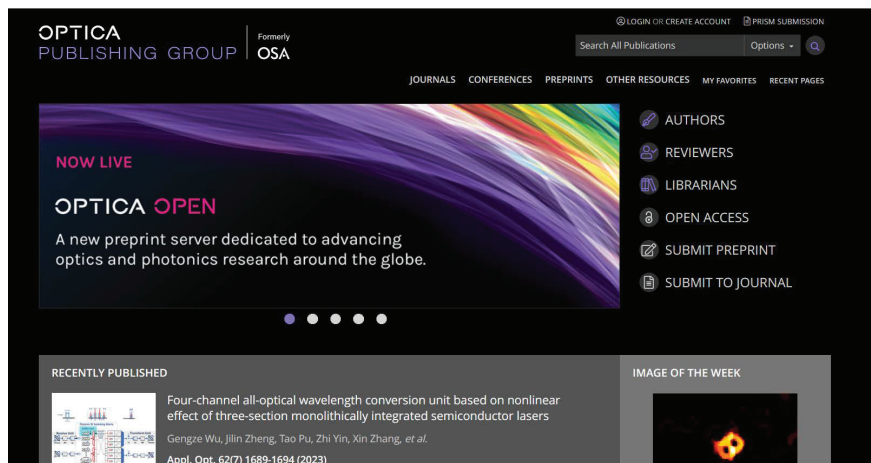 OPTICA
PUBLISHING GROUP
Formerly
OSA
LOGIN OR CREATE ACCOUNT
PRISM SUBMISSION
Search All Publications
Options
JOURNALS CONFERENCES PREPRINTS OTHER RESOURCES MY FAVORITES RECENT PAGES
NOW LIVE
OPTICA OPEN
A new preprint server dedicated to advancing
optics and photonics research around the globe.
AUTHORS
REVIEWERS
LIBRARIANS
OPEN ACCESS
SUBMIT PREPRINT
SUBMIT TO JOURNAL
RECENTLY PUBLISHED
Four-channel all-optical wavelength conversion unit based on nonlinear
effect of three-section monolithically integrated semiconductor lasers
Gengze Wu, Jilin Zheng, Tao Pu, Zhi Yin, Xin Zhang, et al.
Appl. Opt. 62(7) 1689-1694 (2023)
IMAGE OF THE WEEK